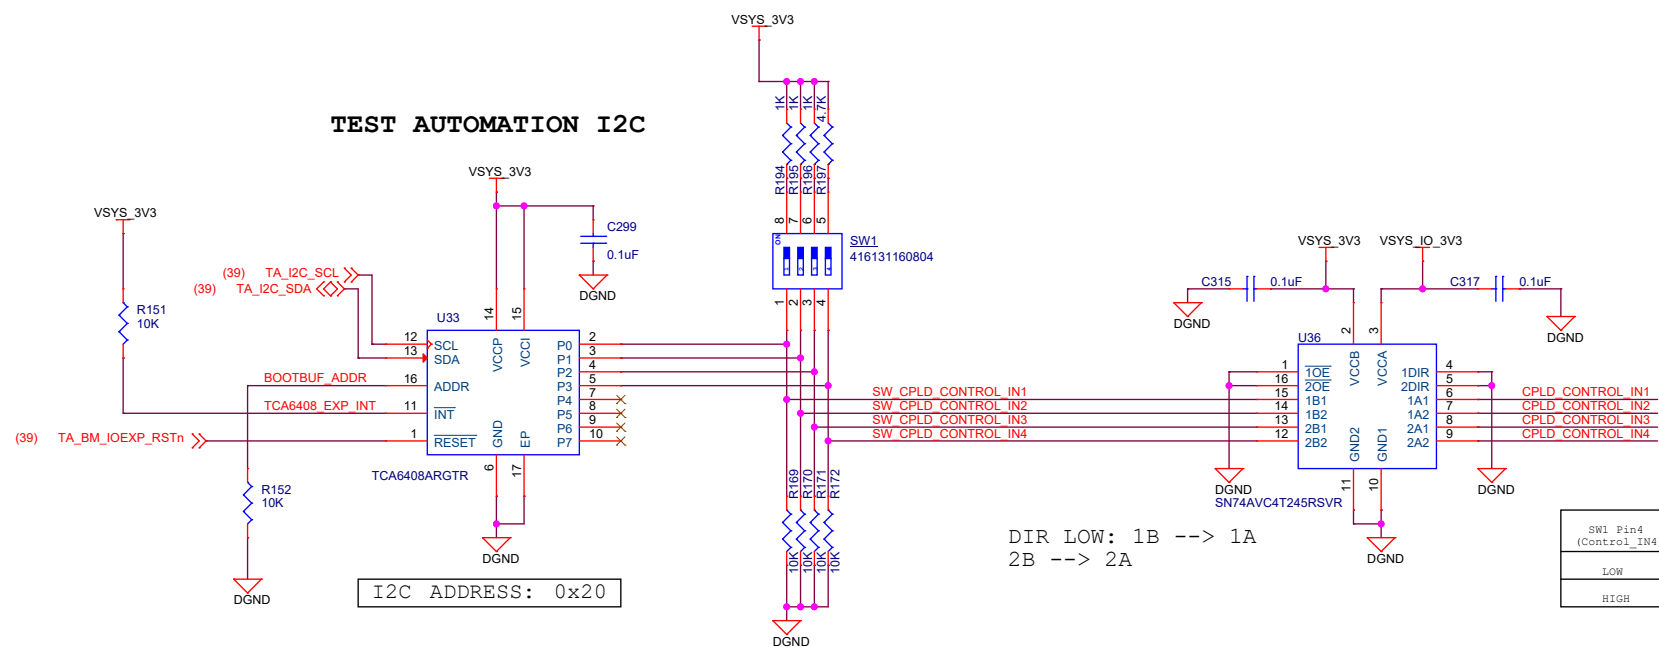 VSYS_3V3
1K
1K
1K
4.7K
R194
R195
R196
R197
TEST AUTOMATION I2C
VSYS_3V3
VSYS_3V3
C299
0.1uF
DGND
8
7
6
5
ON
1
2
3
4
SW1
416131160804
1
2
3
4
(39) TA_I2C_SCL
(39) TA_I2C_SDA
R151
10K
U33
14
15
12
SCL
13
SDA
VCCP
VCCI
16
ADDR
11
INT
1
RESET
GND
EP
P0
2
P1
3
P2
4
P3
5
P4
7
P5
8
P6
9
P7
10
BOOTBUF_ADDR
TCA6408_EXP_INT
(39) TA_BM_IOEXP_RSTn
6
17
TCA6408ARGTR
R152
10K
DGND
DGND
I2C ADDRESS: 0x20
SW_CPLD_CONTROL_IN1
SW_CPLD_CONTROL_IN2
SW_CPLD_CONTROL_IN3
SW_CPLD_CONTROL_IN4
R169
R170
R171
R172
10K
10K
10K
10K
DGND
VSYS_3V3
VSYS_IO_3V3
C315
0.1uF
DGND
C317
0.1uF
DGND
U36
2
3
VCCB
VCCA
1
1OE
16
2OE
15
1B1
14
1B2
13
2B1
12
2B2
1DIR
4
2DIR
5
1A1
6
1A2
7
2A1
8
2A2
9
GND2
GND1
11
10
CPLD_CONTROL_IN1
CPLD_CONTROL_IN2
CPLD_CONTROL_IN3
CPLD_CONTROL_IN4
DGND
DGND
SN74AVC4T245RSVR
DGND
DIR LOW: 1B --> 1A
2B --> 2A
SW1 Pin4
(Control_IN4
LOW
HIGH